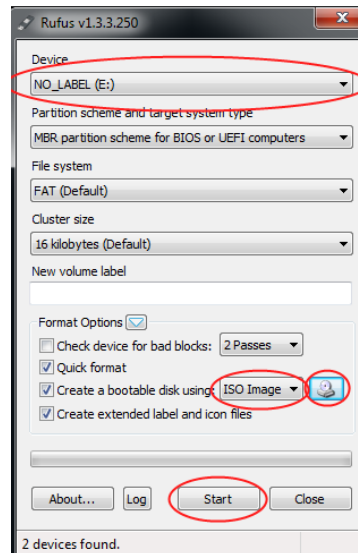 Rufus v1.3.3.250
Device
NO_LABEL (E:)
Partition scheme and target system type
MBR partition scheme for BIOS or UEFI computers
File system
FAT (Default)
Cluster size
16 kilobytes (Default)
New volume label
Format Options
Check device for bad blocks: 2 Passes
Quick format
Create a bootable disk using: ISO Image
Create extended label and icon files
About... Log Start Close
2 devices found.